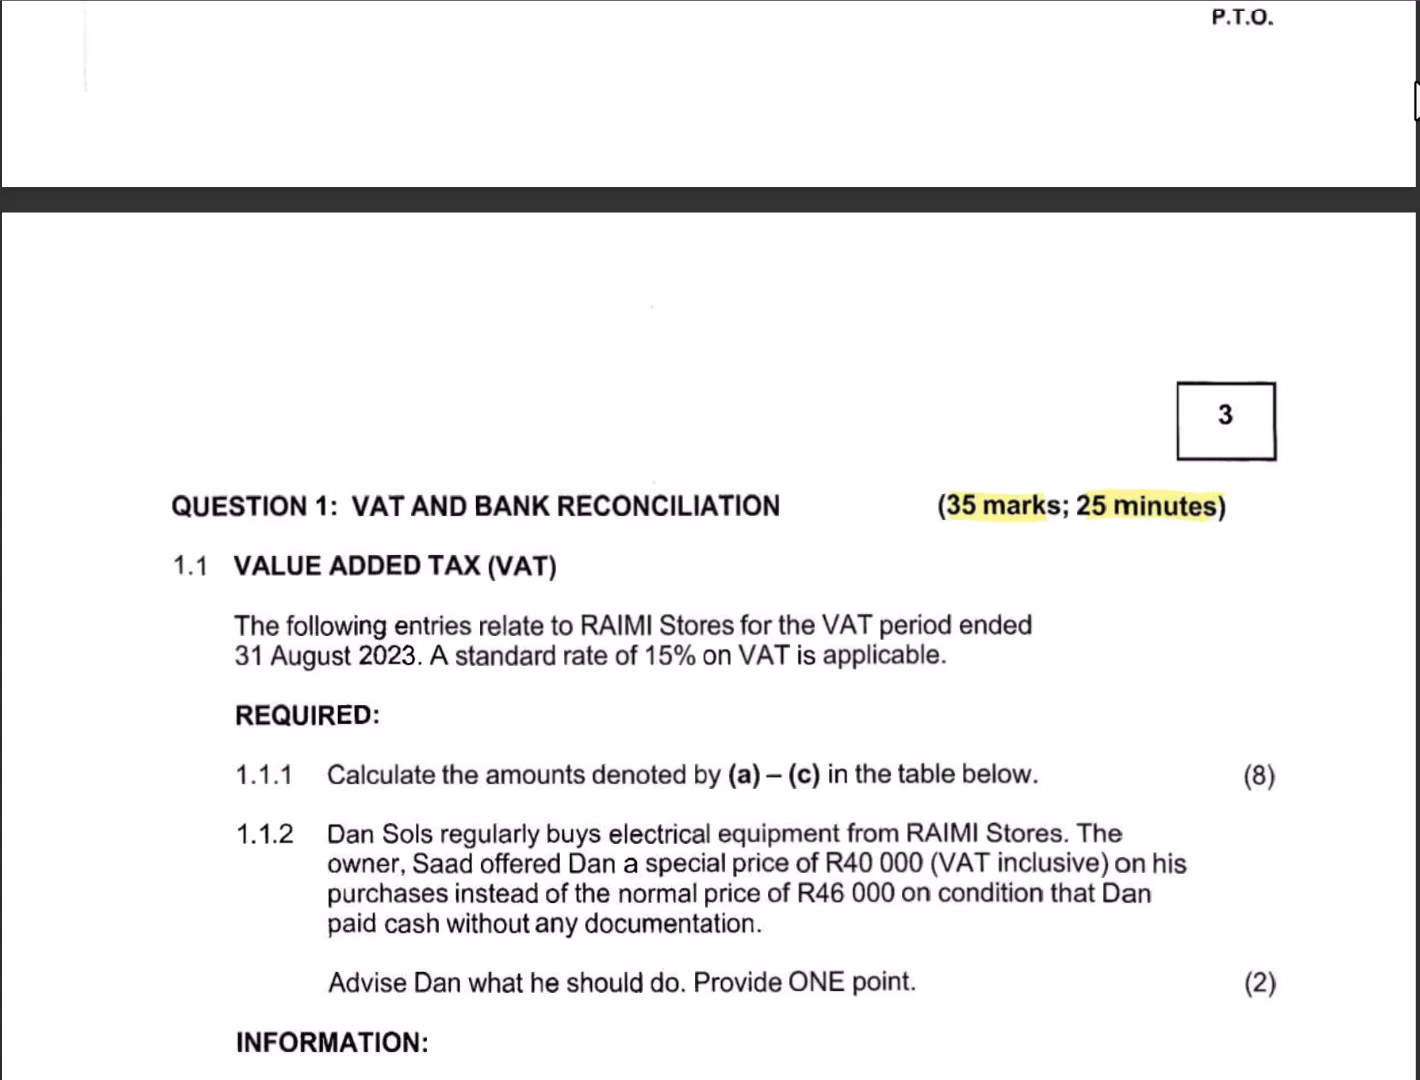 P.T.O.
3
QUESTION 1: VAT AND BANK RECONCILIATION (35 marks; 25 minutes)
1.1 VALUE ADDED TAX (VAT)
The following entries relate to RAIMI Stores for the VAT period ended
31 August 2023. A standard rate of 15% on VAT is applicable.
REQUIRED:
1.1.1 Calculate the amounts denoted by (a) – (c) in the table below. (8)
1.1.2 Dan Sols regularly buys electrical equipment from RAIMI Stores. The
owner, Saad offered Dan a special price of R40 000 (VAT inclusive) on his
purchases instead of the normal price of R46 000 on condition that Dan
paid cash without any documentation.
Advise Dan what he should do. Provide ONE point. (2)
INFORMATION: